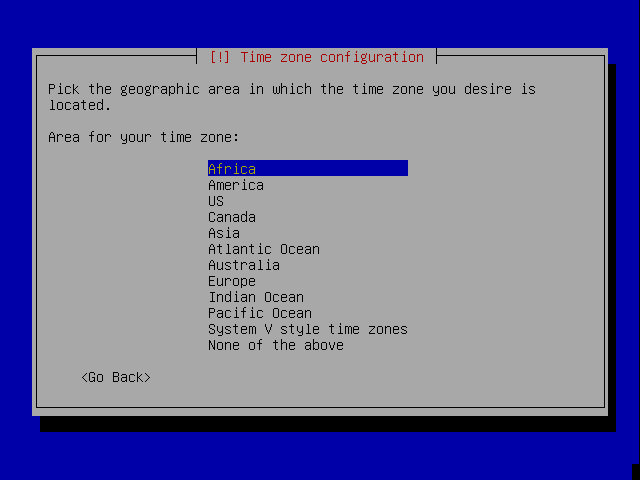 [!] Time zone configuration
Pick the geographic area in which the time zone you desire is
located.
Area for your time zone:
Africa
America
US
Canada
Asia
Atlantic Ocean
Australia
Europe
Indian Ocean
Pacific Ocean
System V style time zones
None of the above
<Go Back>